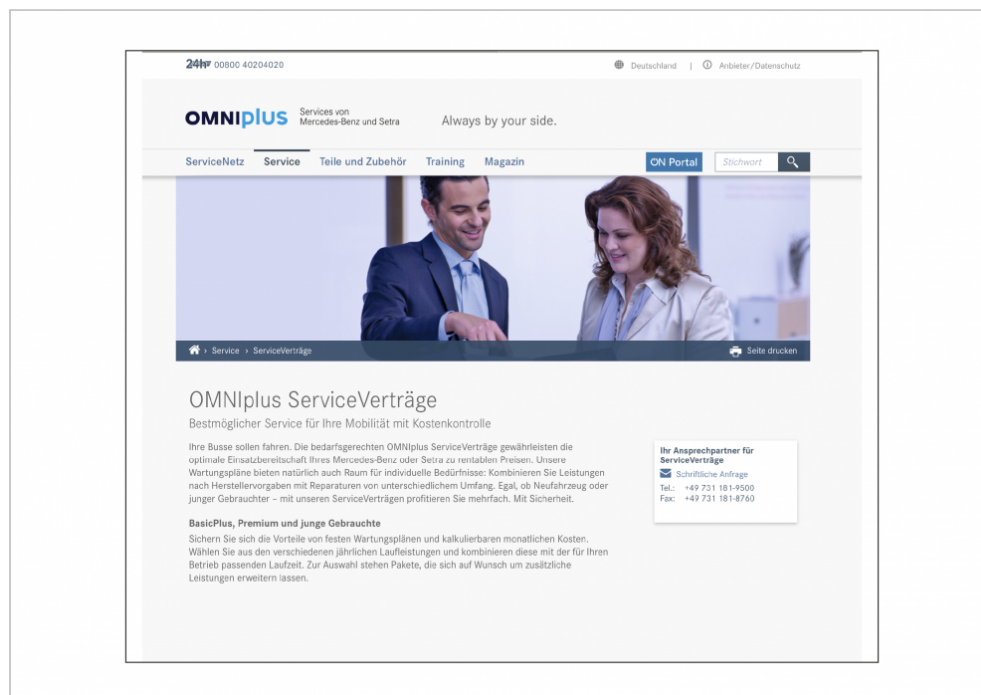 24h 00800 40204020
Deutschland | Anbieter/Datenschutz
OMNIplus Services von
Mercedes-Benz und Setra
Always by your side.
ServiceNetz Service Teile und Zubehör Training Magazin ON Portal Stichwort
› Service › ServiceVerträge Seite drucken
OMNIplus ServiceVerträge
Bestmöglicher Service für Ihre Mobilität mit Kostenkontrolle
Ihre Busse sollen fahren. Die bedarfsgerechten OMNIplus ServiceVerträge gewährleisten die
optimale Einsatzbereitschaft Ihres Mercedes-Benz oder Setra zu rentablen Preisen. Unsere
Wartungspläne bieten natürlich auch Raum für individuelle Bedürfnisse: Kombinieren Sie Leistungen
nach Herstellervorgaben mit Reparaturen von unterschiedlichem Umfang. Egal, ob Neufahrzeug oder
junger Gebrauchter – mit unseren ServiceVerträgen profitieren Sie mehrfach. Mit Sicherheit.
BasicPlus, Premium und junge Gebrauchte
Sichern Sie sich die Vorteile von festen Wartungsplänen und kalkulierbaren monatlichen Kosten.
Wählen Sie aus den verschiedenen jährlichen Laufleistungen und kombinieren diese mit der für Ihren
Betrieb passenden Laufzeit. Zur Auswahl stehen Pakete, die sich auf Wunsch um zusätzliche
Leistungen erweitern lassen.
Ihr Ansprechpartner für
ServiceVerträge
Schriftliche Anfrage
Tel.: +49 731 181-9500
Fax: +49 731 181-8760